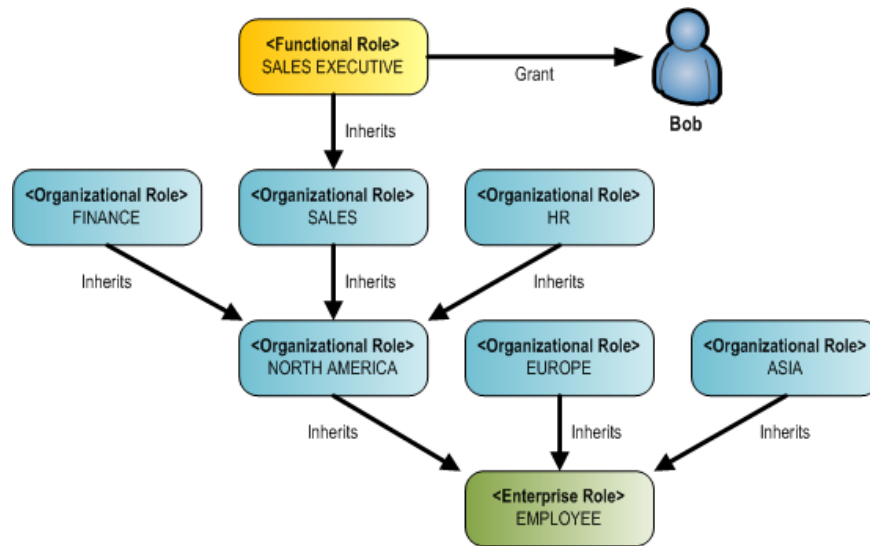 <Functional Role>
SALES EXECUTIVE
Grant
Bob
Inherits
<Organizational Role>
FINANCE
<Organizational Role>
SALES
<Organizational Role>
HR
Inherits
Inherits
Inherits
<Organizational Role>
NORTH AMERICA
<Organizational Role>
EUROPE
<Organizational Role>
ASIA
Inherits
Inherits
Inherits
<Enterprise Role>
EMPLOYEE